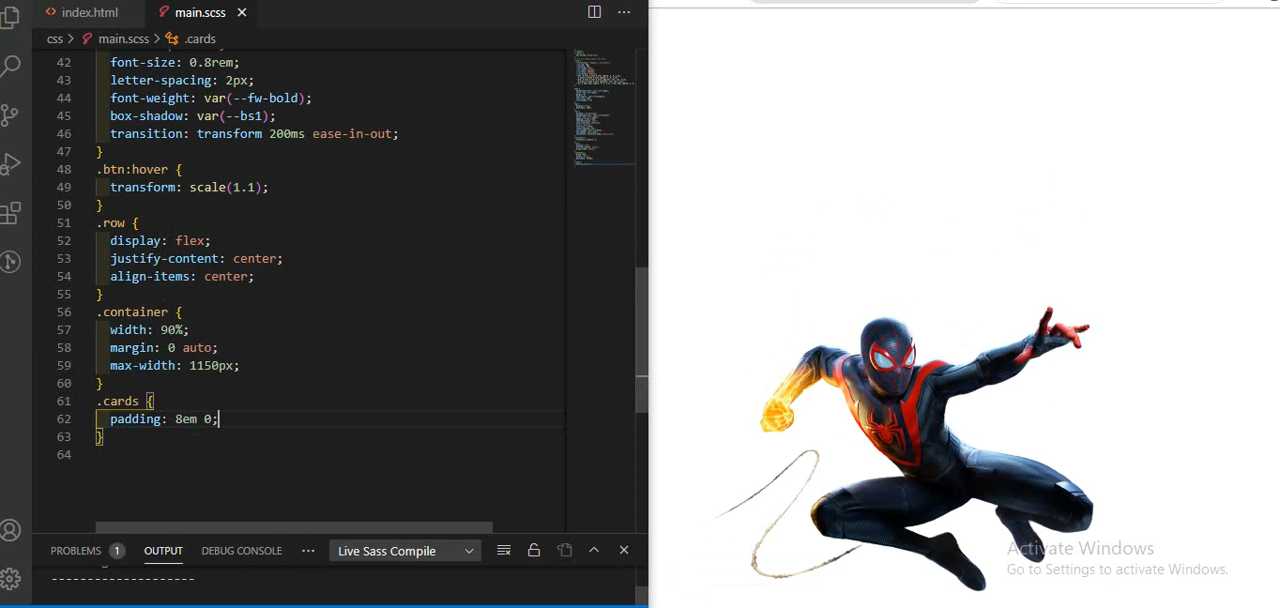 index.html
main.scss
css > main.scss > .cards
42 font-size: 0.8rem;
43 letter-spacing: 2px;
44 font-weight: var(--fw-bold);
45 box-shadow: var(--bs1);
46 transition: transform 200ms ease-in-out;
47 }
48 .btn:hover {
49 transform: scale(1.1);
50 }
51 .row {
52 display: flex;
53 justify-content: center;
54 align-items: center;
55 }
56 .container {
57 width: 90%;
58 margin: 0 auto;
59 max-width: 1150px;
60 }
61 .cards {
62 padding: 8em 0;
63 }
64
PROBLEMS 1 OUTPUT DEBUG CONSOLE ··· Live Sass Compile
--------------------
Activate Windows
Go to Settings to activate Windows.